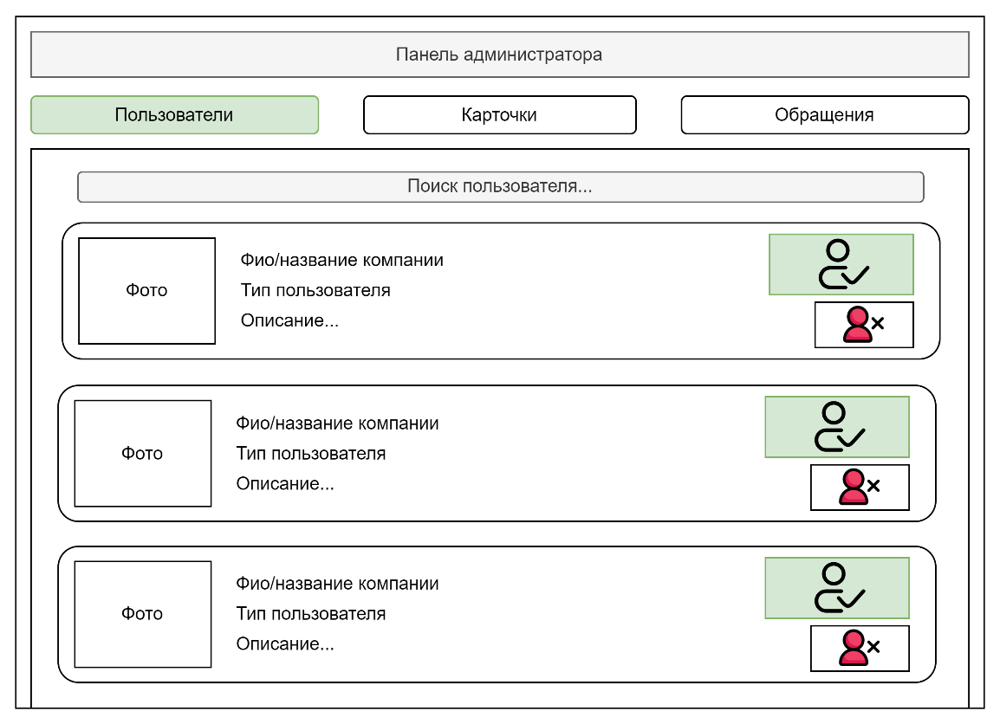 Панель администратора
Пользователи
Карточки
Обращения
Поиск пользователя...
Фото
Фио/название компании
Тип пользователя
Описание...
Фото
Фио/название компании
Тип пользователя
Описание...
Фото
Фио/название компании
Тип пользователя
Описание...